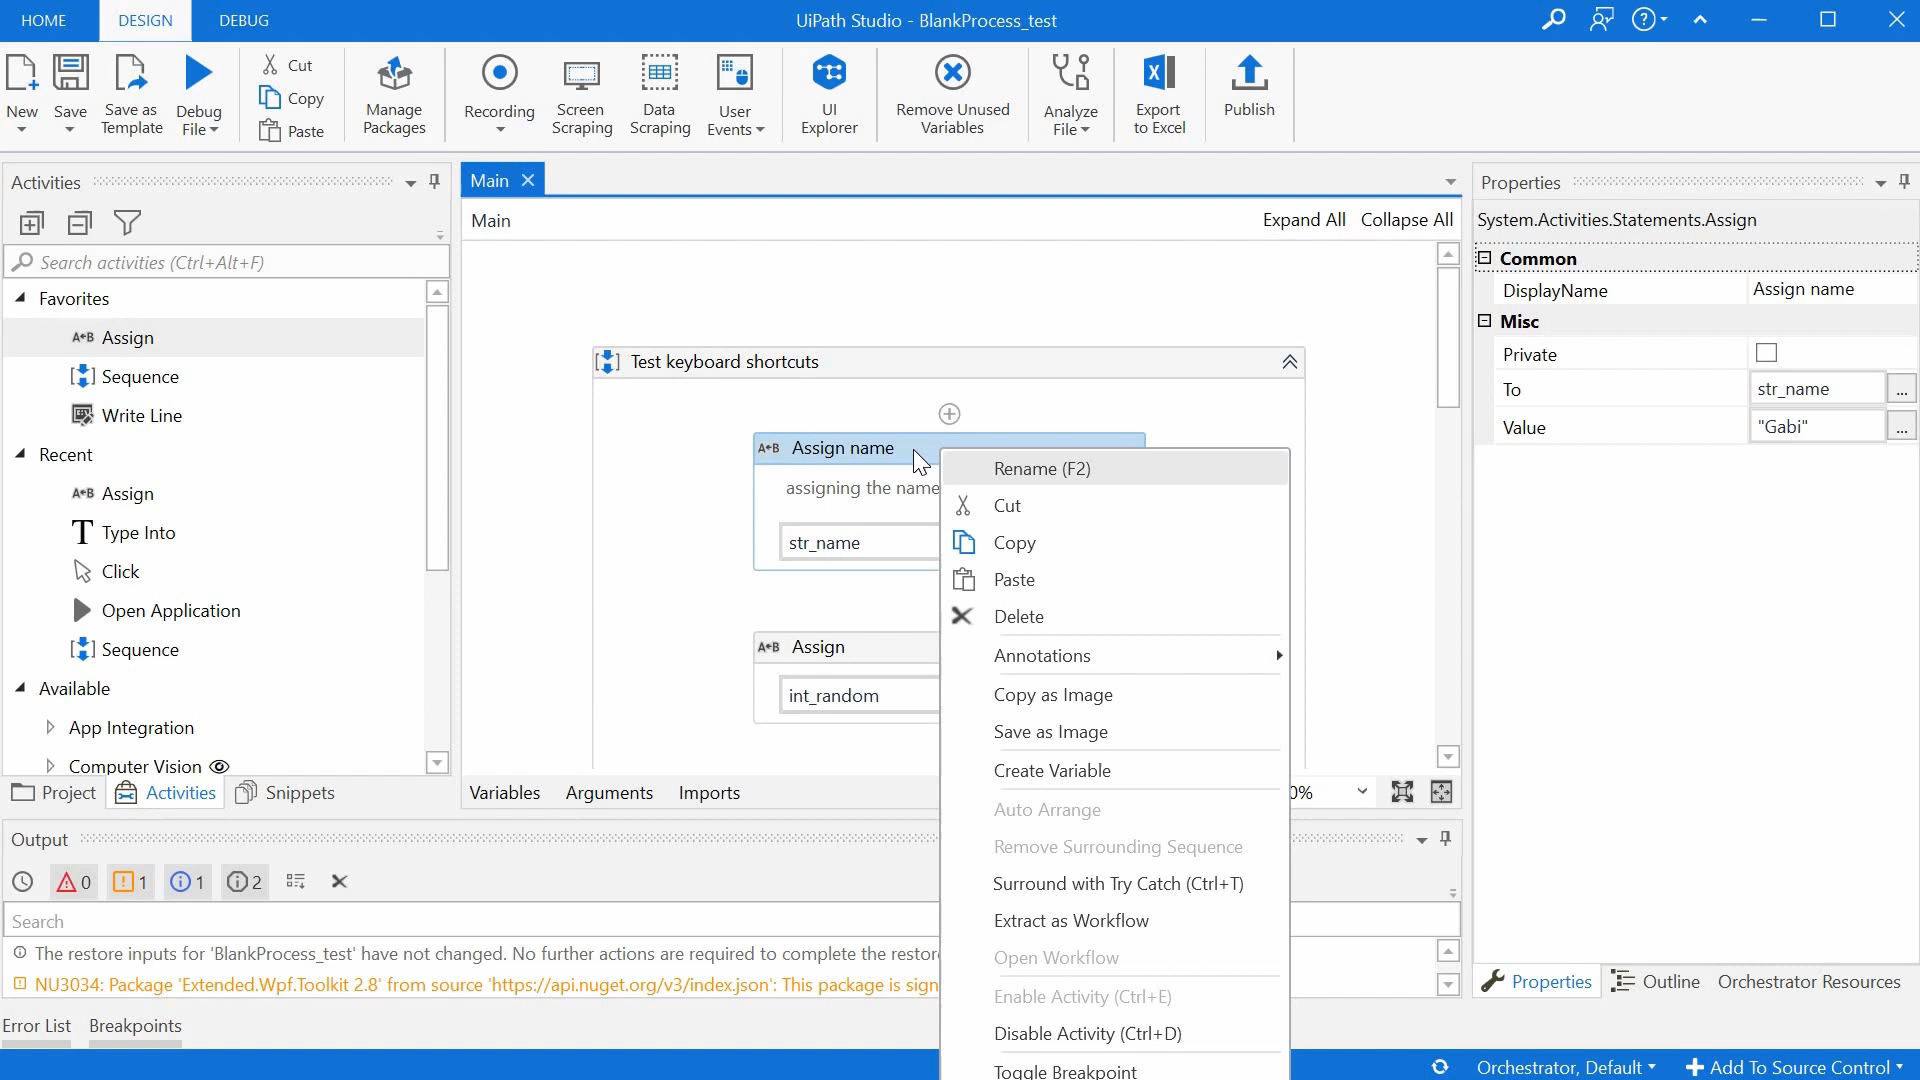 HOME DESIGN DEBUG UiPath Studio - BlankProcess_test
New Save Save as Template Debug File Cut Copy Paste Manage Packages Recording Screen Scraping Data Scraping User Events UI Explorer Remove Unused Variables Analyze File Export to Excel Publish
Activities
Search activities (Ctrl+Alt+F)
Favorites
A+B Assign
Sequence
Write Line
Recent
A+B Assign
Type Into
Click
Open Application
Sequence
Available
App Integration
Computer Vision
Project Activities Snippets
Main
Main Expand All Collapse All
Test keyboard shortcuts
A+B Assign name
assigning the name
str_name
A+B Assign
int_random
Variables Arguments Imports 0%
Rename (F2)
Cut
Copy
Paste
Delete
Annotations
Copy as Image
Save as Image
Create Variable
Auto Arrange
Remove Surrounding Sequence
Surround with Try Catch (Ctrl+T)
Extract as Workflow
Open Workflow
Enable Activity (Ctrl+E)
Disable Activity (Ctrl+D)
Toggle Breakpoint
Properties
System.Activities.Statements.Assign
Common
DisplayName Assign name
Misc
Private
To str_name ...
Value "Gabi" ...
Properties Outline Orchestrator Resources
Output
0 1 1 2
Search
The restore inputs for 'BlankProcess_test' have not changed. No further actions are required to complete the restore
NU3034: Package 'Extended.Wpf.Toolkit 2.8' from source 'https://api.nuget.org/v3/index.json': This package is sign
Error List Breakpoints
Orchestrator, Default Add To Source Control